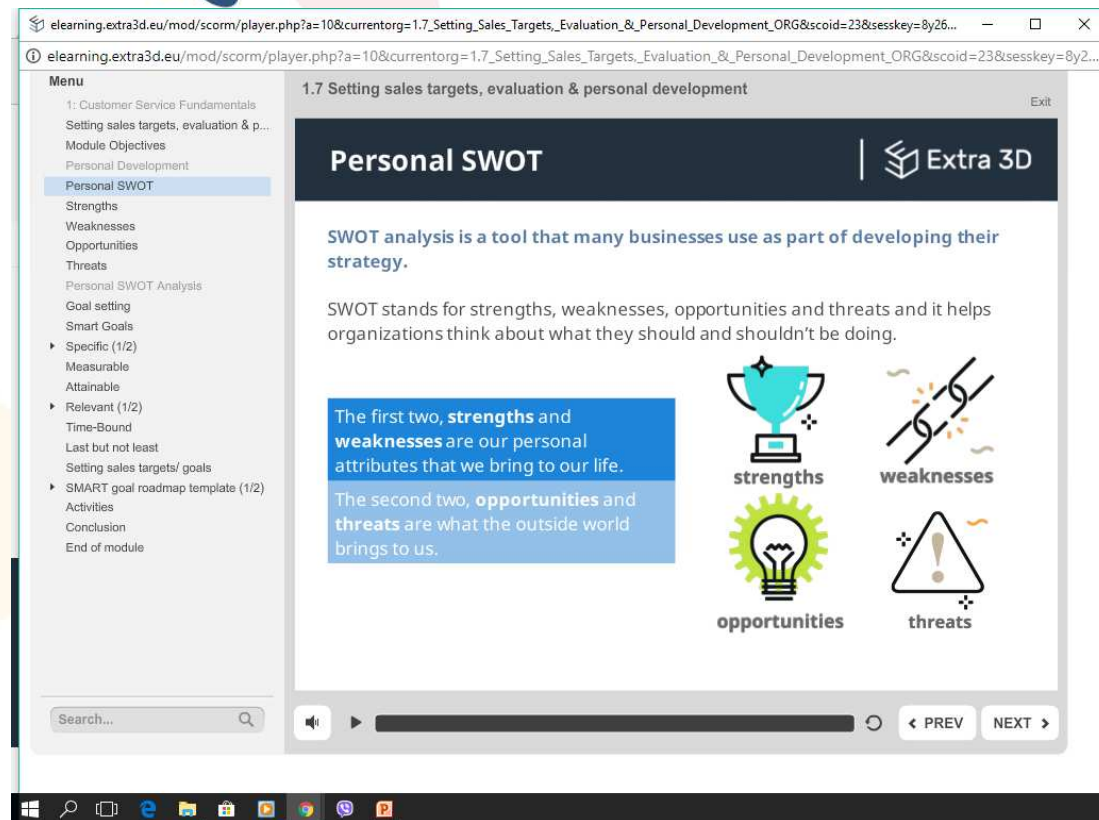 elearning.extra3d.eu/mod/scorm/player.php?a=10&currentorg=1.7_Setting_Sales_Targets,_Evaluation_&_Personal_Development_ORG&scoid=23&sesskey=8y26...
elearning.extra3d.eu/mod/scorm/player.php?a=10&currentorg=1.7_Setting_Sales_Targets,_Evaluation_&_Personal_Development_ORG&scoid=23&sesskey=8y2...
Menu
1: Customer Service Fundamentals
Setting sales targets, evaluation & p...
Module Objectives
Personal Development
Personal SWOT
Strengths
Weaknesses
Opportunities
Threats
Personal SWOT Analysis
Goal setting
Smart Goals
Specific (1/2)
Measurable
Attainable
Relevant (1/2)
Time-Bound
Last but not least
Setting sales targets/ goals
SMART goal roadmap template (1/2)
Activities
Conclusion
End of module
Search...
1.7 Setting sales targets, evaluation & personal development
Exit
Personal SWOT
Extra 3D
SWOT analysis is a tool that many businesses use as part of developing their
strategy.
SWOT stands for strengths, weaknesses, opportunities and threats and it helps
organizations think about what they should and shouldn't be doing.
The first two, strengths and
weaknesses are our personal
attributes that we bring to our life.
The second two, opportunities and
threats are what the outside world
brings to us.
strengths
weaknesses
opportunities
threats
PREV
NEXT